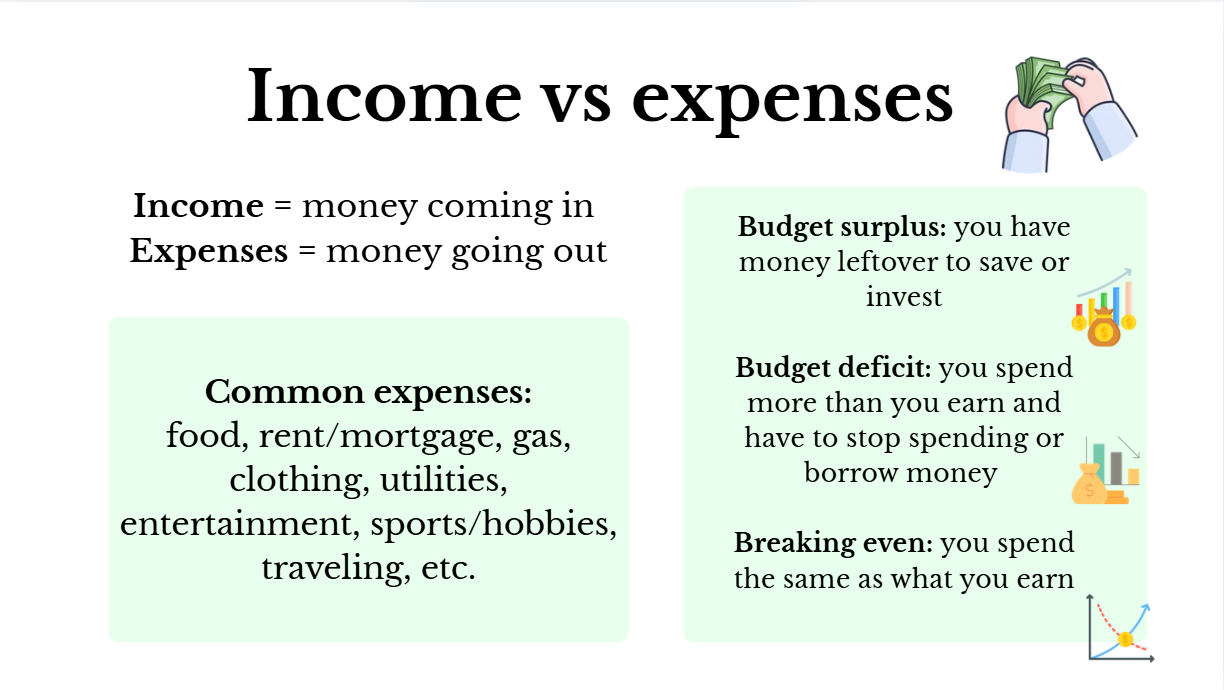 Income vs expenses
Income = money coming in
Expenses = money going out
Common expenses:
food, rent/mortgage, gas,
clothing, utilities,
entertainment, sports/hobbies,
traveling, etc.
Budget surplus: you have
money leftover to save or
invest
Budget deficit: you spend
more than you earn and
have to stop spending or
borrow money
Breaking even: you spend
the same as what you earn